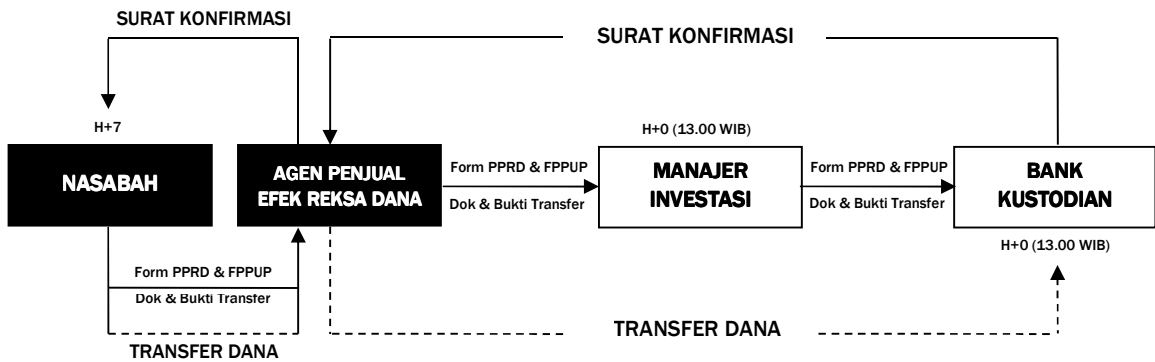 SURAT KONFIRMASI
SURAT KONFIRMASI
H+7
H+0 (13.00 WIB)
NASABAH
AGEN PENJUAL
EFEK REKSA DANA
Form PPRD & FPPUP
Dok & Bukti Transfer
MANAJER
INVESTASI
Form PPRD & FPPUP
Dok & Bukti Transfer
BANK
KUSTODIAN
H+0 (13.00 WIB)
Form PPRD & FPPUP
Dok & Bukti Transfer
TRANSFER DANA
TRANSFER DANA